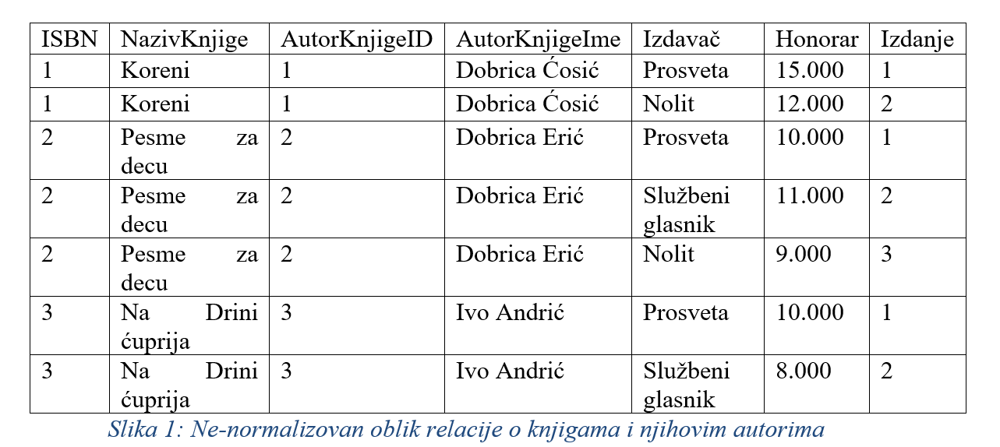 ISBN NazivKnjige AutorKnjigeID AutorKnjigeIme Izdavač Honorar Izdanje
1 Koreni 1 Dobrica Ćosić Prosveta 15.000 1
1 Koreni 1 Dobrica Ćosić Nolit 12.000 2
2 Pesme za 2 Dobrica Erić Prosveta 10.000 1
decu
2 Pesme za 2 Dobrica Erić Službeni 11.000 2
decu glasnik
2 Pesme za 2 Dobrica Erić Nolit 9.000 3
decu
3 Na Drini 3 Ivo Andrić Prosveta 10.000 1
ćuprija
3 Na Drini 3 Ivo Andrić Službeni 8.000 2
ćuprija glasnik
Slika 1: Ne-normalizovan oblik relacije o knjigama i njihovim autorima